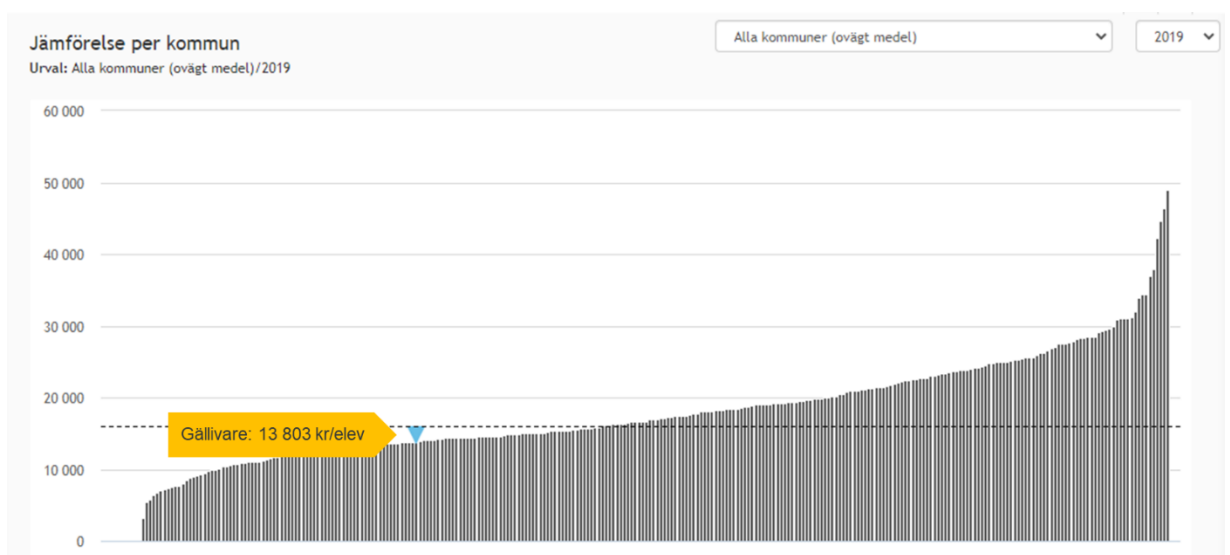 Jämförelse per kommun
Urval: Alla kommuner (ovägt medel)/2019
Alla kommuner (ovägt medel)
2019
60 000
50 000
40 000
30 000
20 000
Gällivare: 13 803 kr/elev
10 000
0